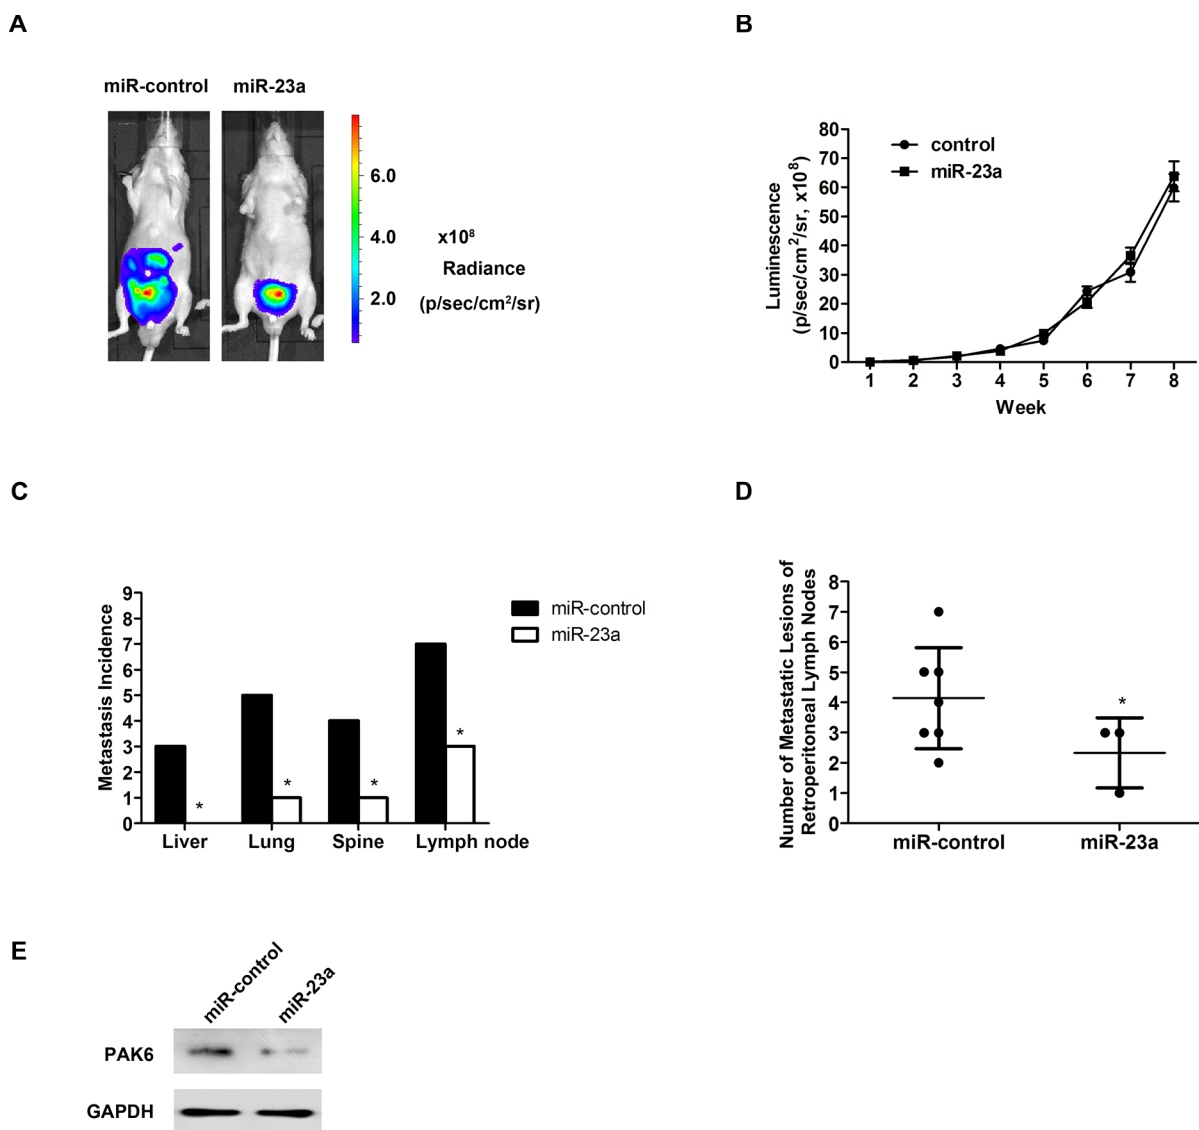 A
miR-control
miR-23a
6.0
4.0
2.0
x10⁸
Radiance
(p/sec/cm²/sr)
B
Luminescence
(p/sec/cm²/sr, x10⁸)
80
70
60
50
40
30
20
10
0
control
miR-23a
1 2 3 4 5 6 7 8
Week
C
Metastasis Incidence
9
7
5
4
3
2
1
0
miR-control
miR-23a
*
*
*
*
Liver Lung Spine Lymph node
D
Number of Metastatic Lesions of
Retroperitoneal Lymph Nodes
8
7
6
5
4
3
2
1
0
*
miR-control miR-23a
E
miR-control
miR-23a
PAK6
GAPDH